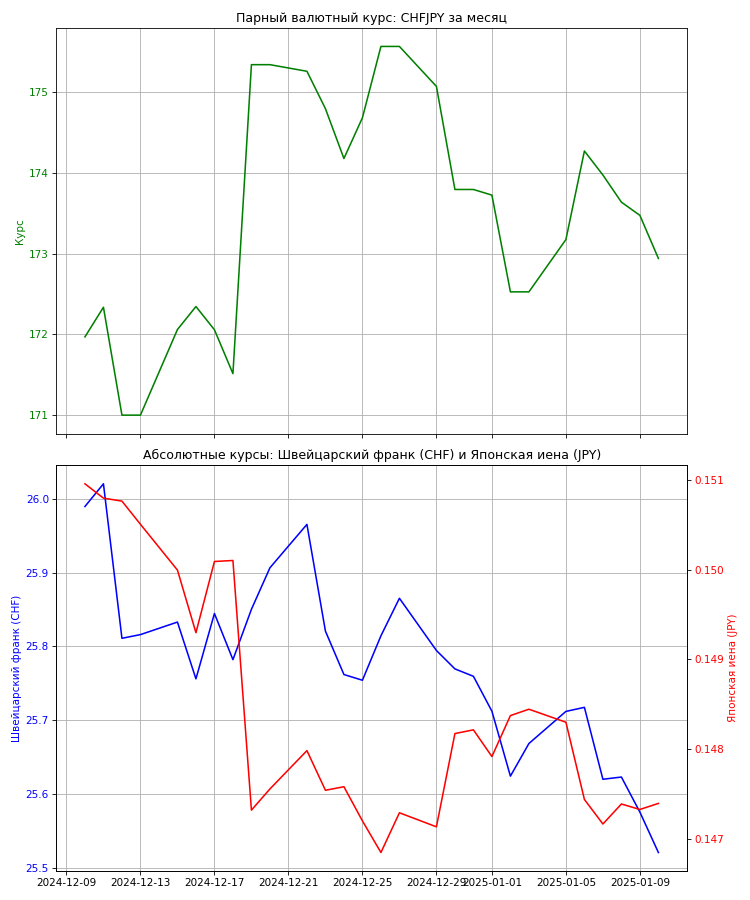 Парный валютный курс: CHFJPY за месяц
175
174
173
172
171
Курс
Абсолютные курсы: Швейцарский франк (CHF) и Японская иена (JPY)
26.0
25.9
25.8
25.7
25.6
25.5
Швейцарский франк (CHF)
0.151
0.150
0.149
0.148
0.147
Японская иена (JPY)
2024-12-09 2024-12-13 2024-12-17 2024-12-21 2024-12-25 2024-12-29 2025-01-01 2025-01-05 2025-01-09